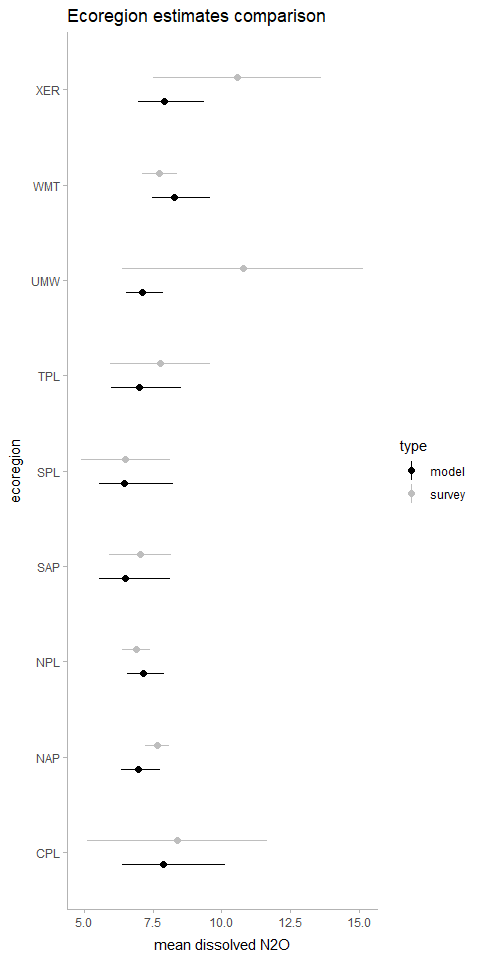 Ecoregion estimates comparison
XER
WMT
UMW
TPL
SPL
SAP
NPL
NAP
CPL
ecoregion
5.0 7.5 10.0 12.5 15.0
mean dissolved N2O
type
model
survey